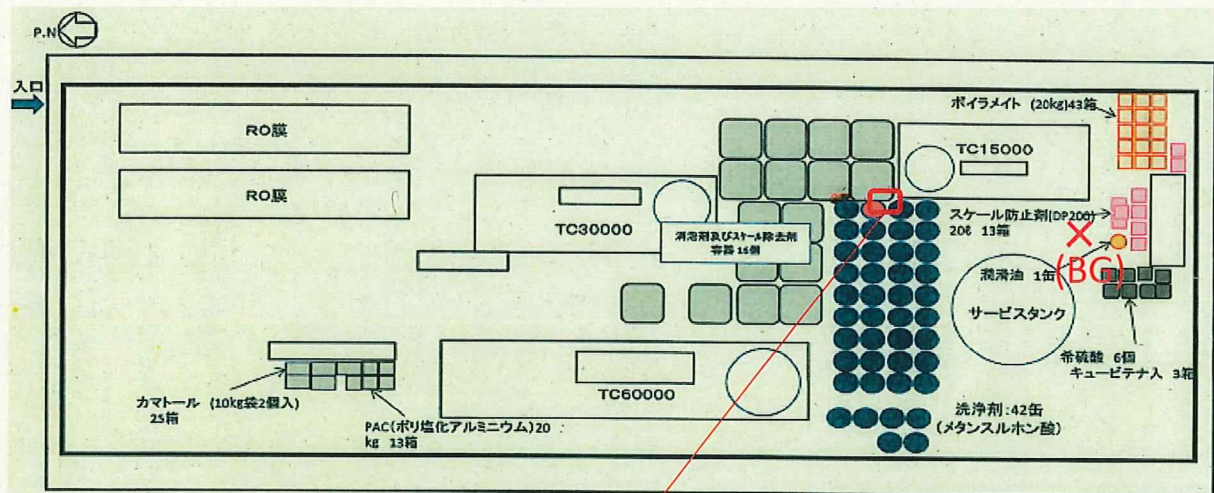 P.N
入口
RO膜
RO膜
TC30000
消泡剤及びスケール除去剤
容器 16個
TC15000
ボイラメイト (20kg)43箱
スケール防止剤(DP200)
20ℓ 13箱
×
(BG)
潤滑油 1缶
サービスタンク
希硫酸 6個
キュービテナ入 3箱
TC60000
カマトール (10kg袋2個入)
25箱
PAC(ポリ塩化アルミニウム)20
kg 13箱
洗浄剤:42缶
(メタンスルホン酸)